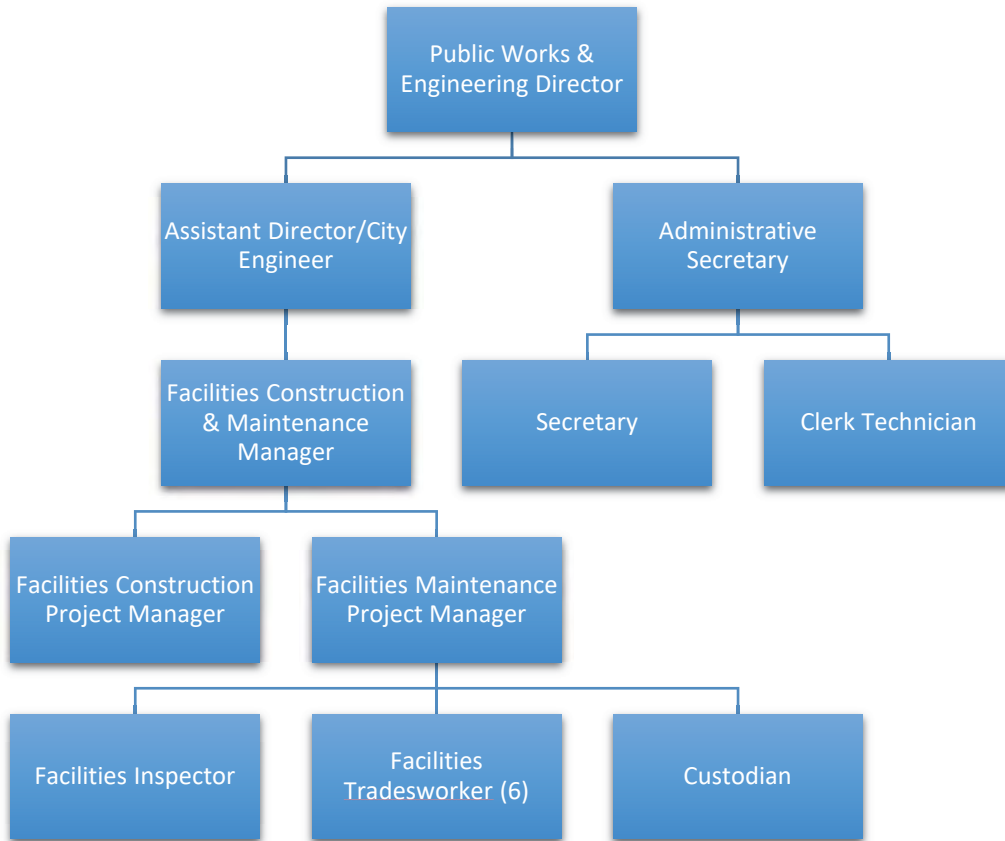 Public Works &
Engineering Director
Assistant Director/City
Engineer
Administrative
Secretary
Facilities Construction
& Maintenance
Manager
Secretary
Clerk Technician
Facilities Construction
Project Manager
Facilities Maintenance
Project Manager
Facilities Inspector
Facilities
Tradesworker (6)
Custodian